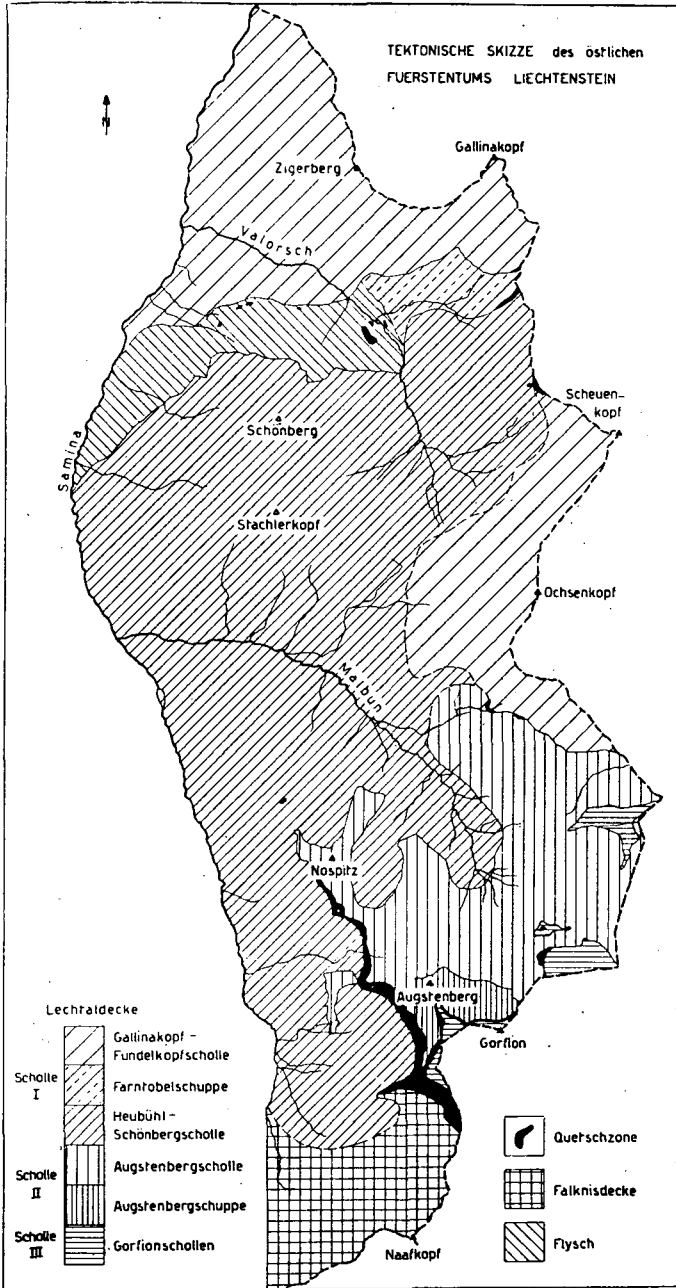 TEKTONISCHE SKIZZE des östlichen
FUERSTENTUMS LIECHTENSTEIN
N
Gallinakopf
Zigerberg
Valorsch
Scheuen-
kopf
Schönberg
Samina
Stachlerkopf
Ochsenkopf
Malbun
Nospitz
Augstenberg
Gorfion
Naafkopf
Lechtaldecke
Scholle
I
Gallinakopf -
Fundelkopfscholle
Farntobelschuppe
Heubühl -
Schönbergscholle
Scholle
II
Augstenbergscholle
Augstenbergschuppe
Scholle
III
Gorfionschollen
Quetschzone
Falknisdecke
Flysch